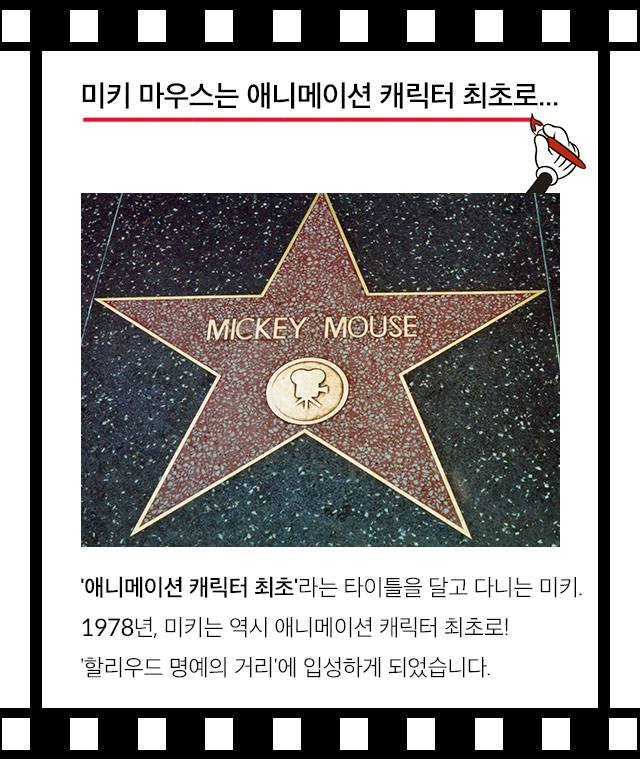 미키 마우스는 애니메이션 캐릭터 최초로...
MICKEY MOUSE
'애니메이션 캐릭터 최초'라는 타이틀을 달고 다니는 미키.
1978년, 미키는 역시 애니메이션 캐릭터 최초로!
'할리우드 명예의 거리'에 입성하게 되었습니다.